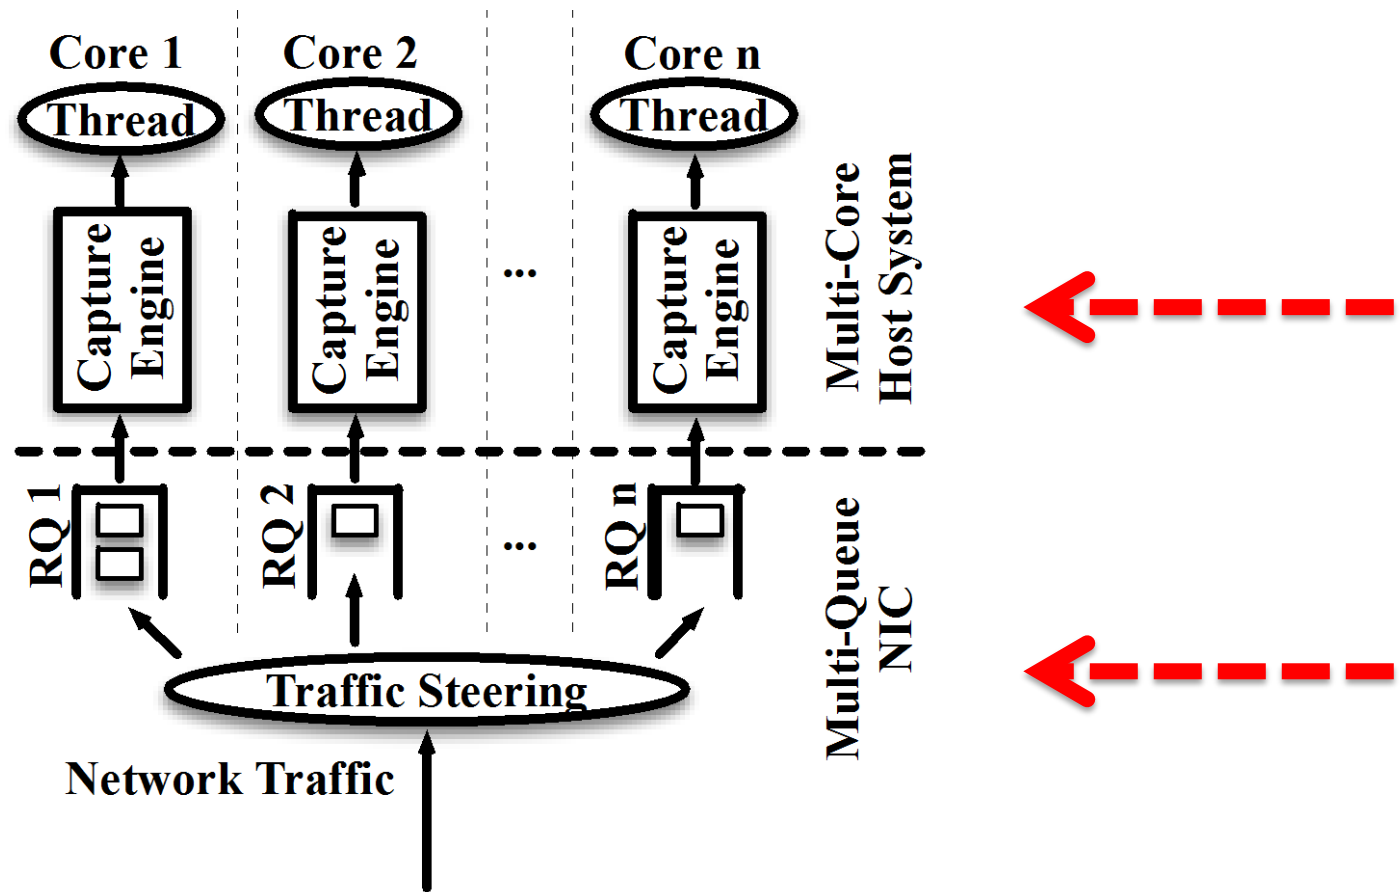 Core 1
Core 2
Core n
Thread
Thread
Thread
Capture
Engine
Capture
Engine
...
Capture
Engine
Multi-Core
Host System
RQ 1
RQ 2
...
RQ n
Multi-Queue
NIC
Traffic Steering
Network Traffic